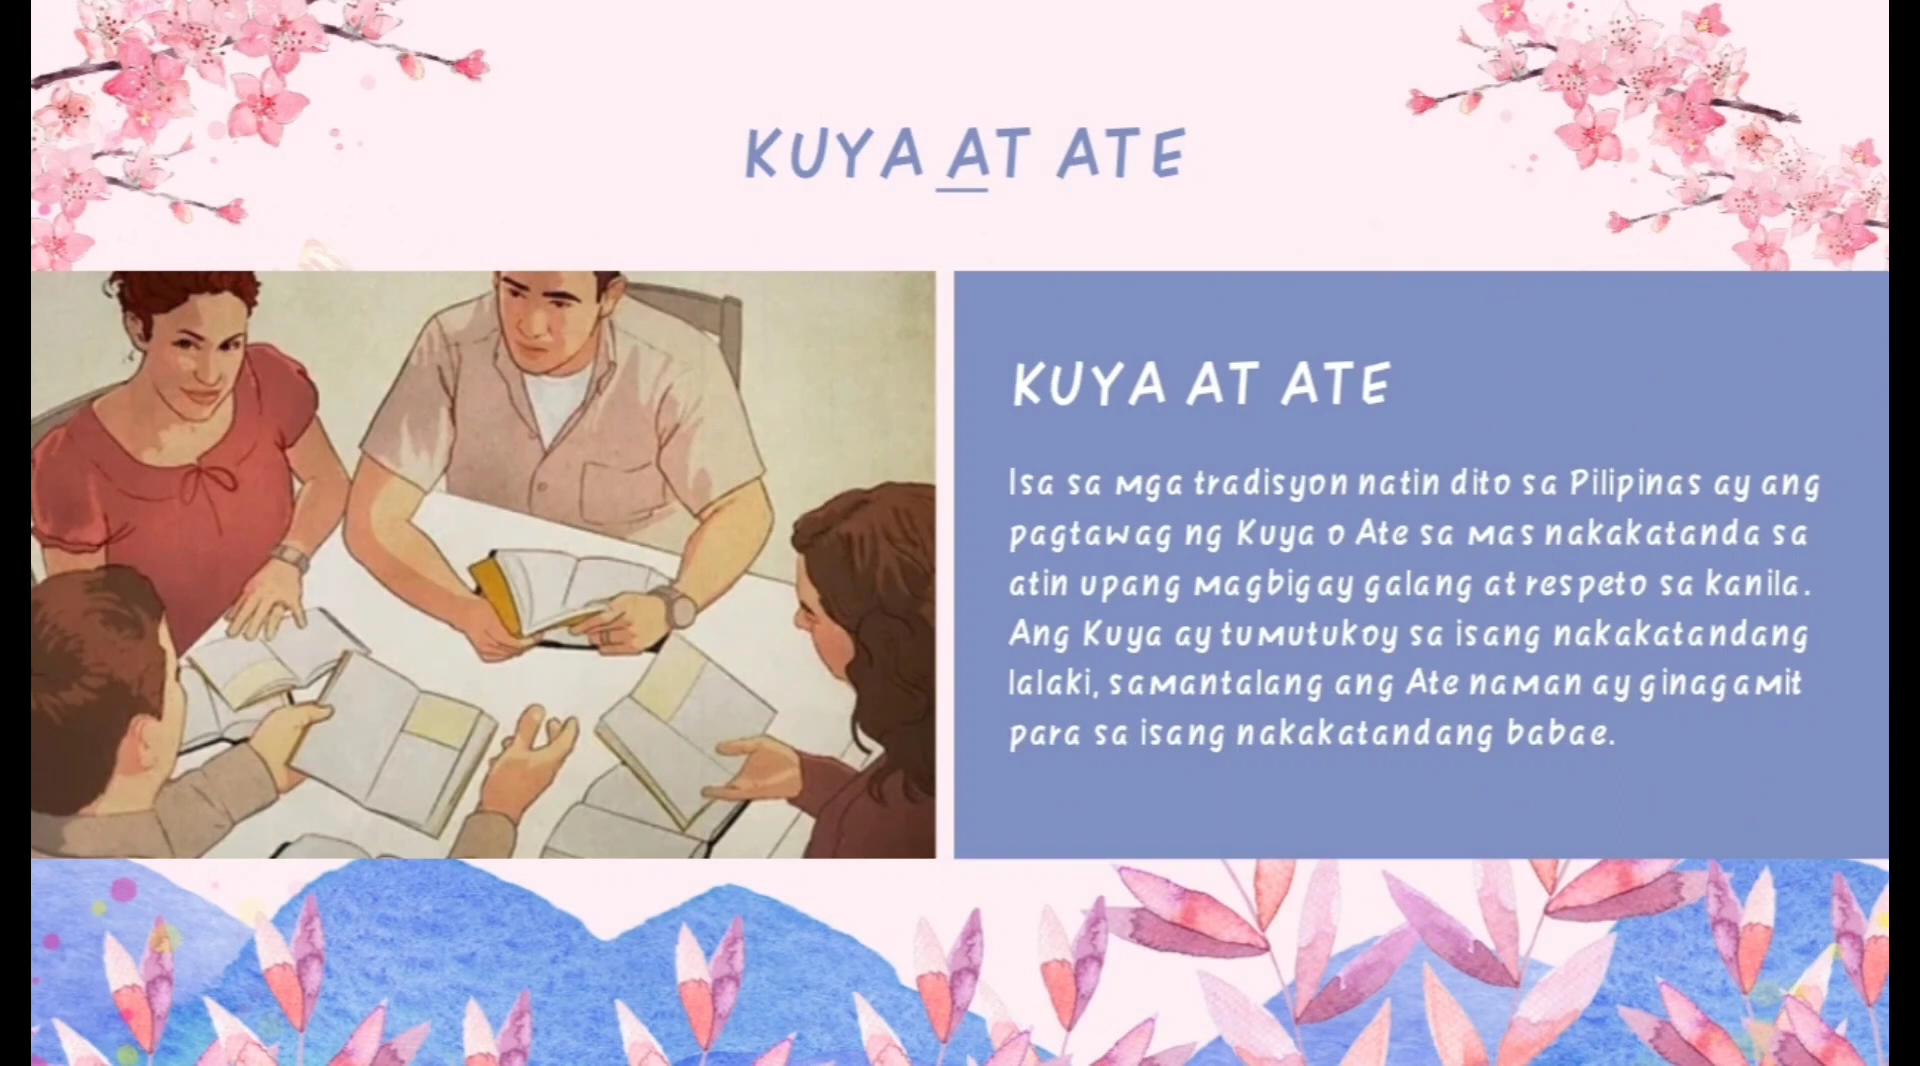 KUYA AT ATE
KUYA AT ATE
Isa sa mga tradisyon natin dito sa Pilipinas ay ang
pagtawag ng Kuya o Ate sa mas nakakatanda sa
atin upang magbigay galang at respeto sa kanila.
Ang Kuya ay tumutukoy sa isang nakakatandang
lalaki, samantalang ang Ate naman ay ginagamit
para sa isang nakakatandang babae.